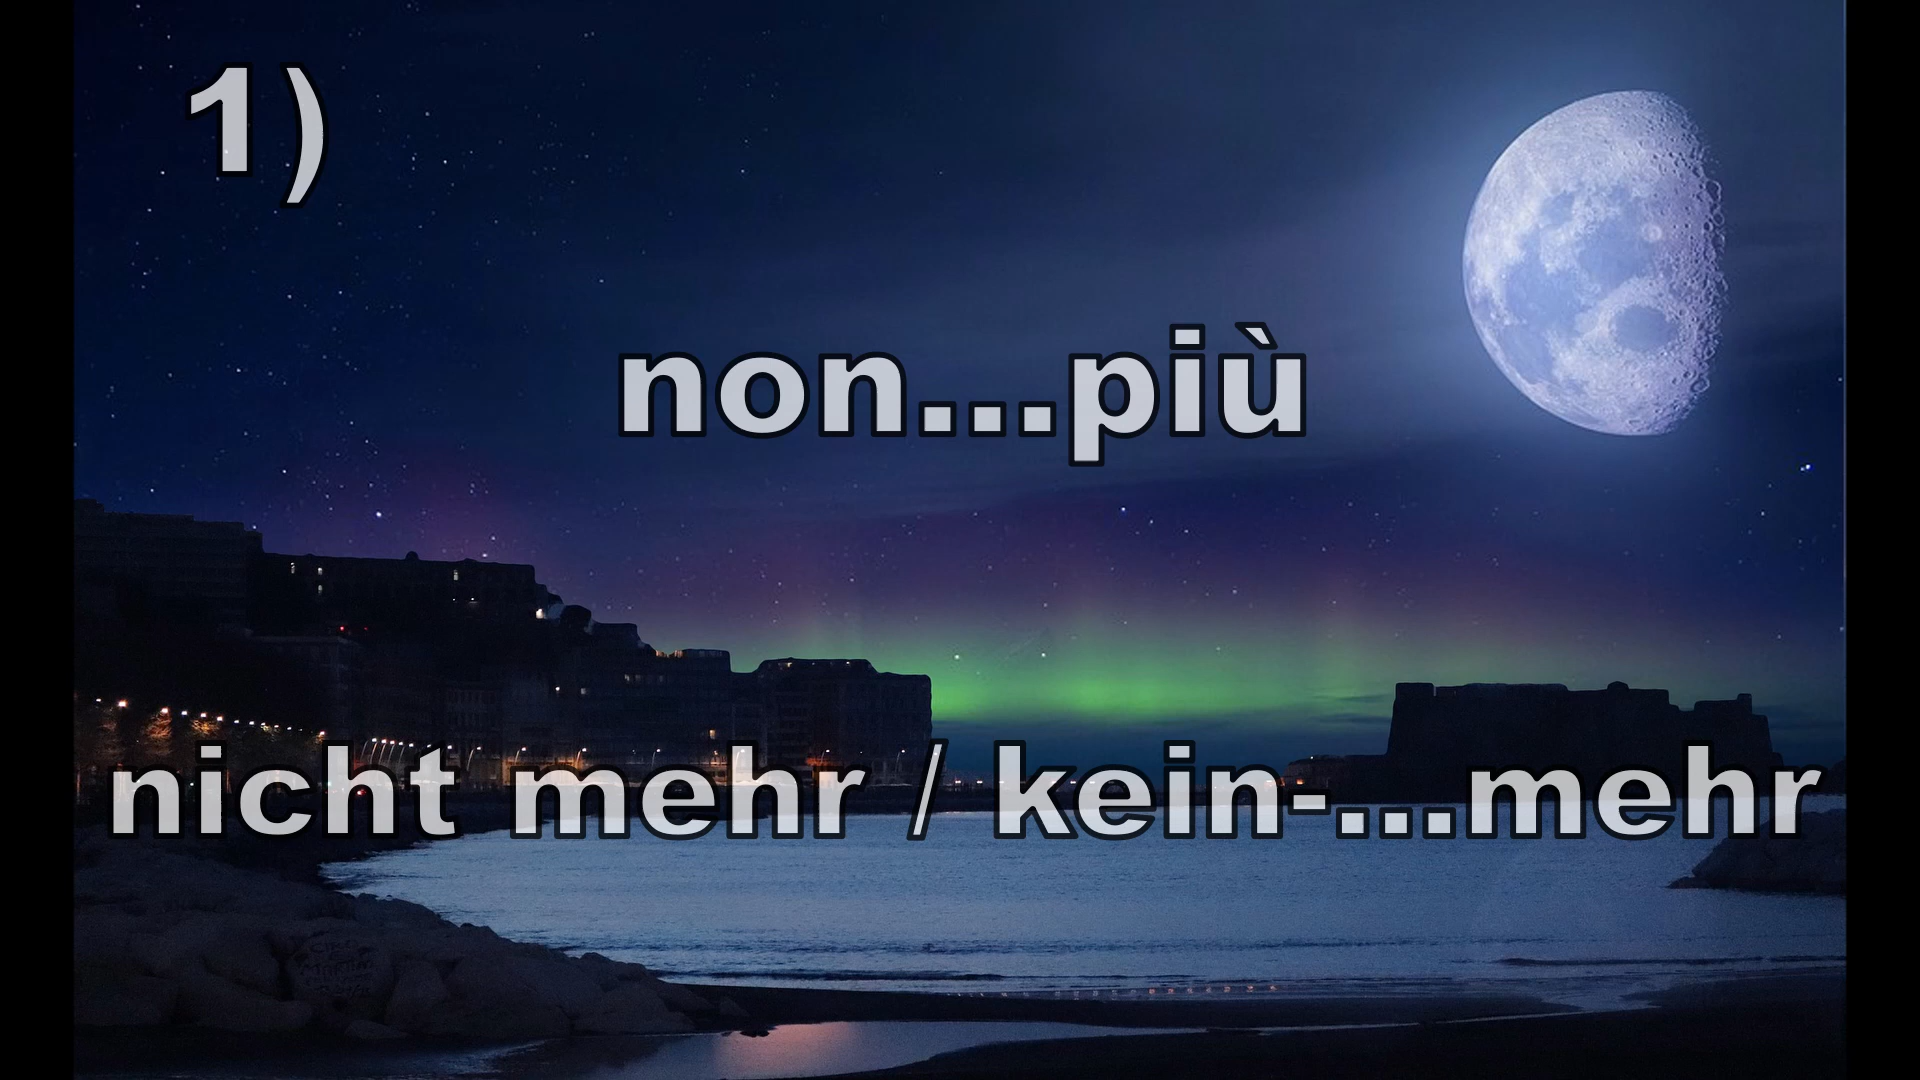 1)
non...più
nicht mehr / kein-...mehr